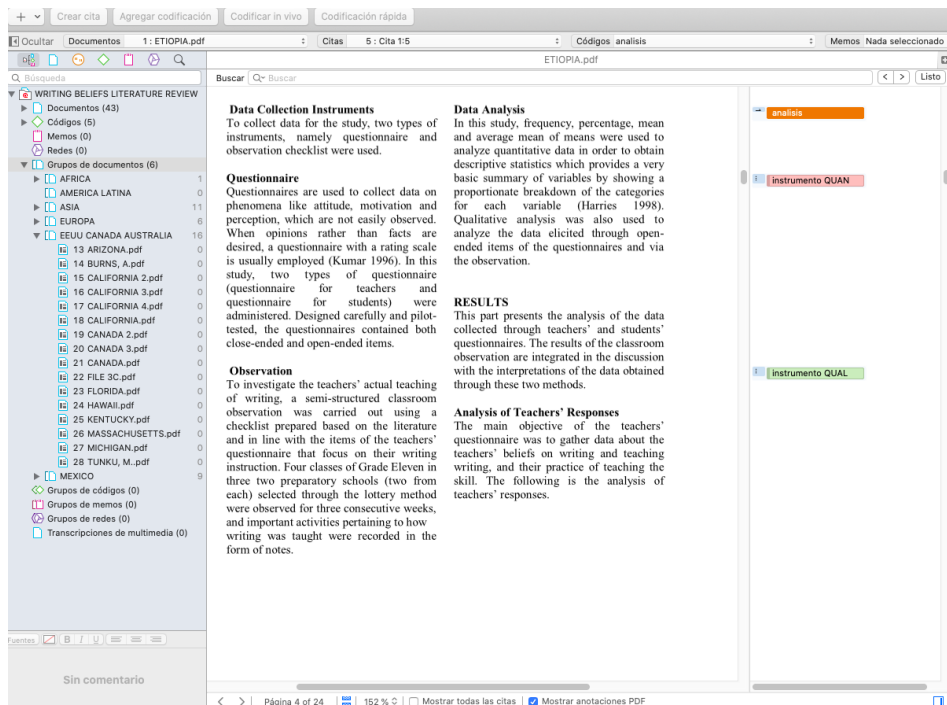 Crear cita Agregar codificación Codificar in vivo Codificación rápida
Ocultar Documentos 1 : ETIOPIA.pdf Citas 5 : Cita 1:5 Códigos analisis Memos Nada seleccionado
ETIOPIA.pdf
Búsqueda
Buscar Buscar Listo
WRITING BELIEFS LITERATURE REVIEW
Documentos (43)
Códigos (5)
Memos (0)
Redes (0)
Grupos de documentos (6)
AFRICA 1
AMERICA LATINA 0
ASIA 11
EUROPA 6
EEUU CANADA AUSTRALIA 16
13 ARIZONA.pdf 0
14 BURNS, A.pdf 0
15 CALIFORNIA 2.pdf 0
16 CALIFORNIA 3.pdf 0
17 CALIFORNIA 4.pdf 0
18 CALIFORNIA.pdf 0
19 CANADA 2.pdf 0
20 CANADA 3.pdf 0
21 CANADA.pdf 0
22 FILE 3C.pdf 0
23 FLORIDA.pdf 0
24 HAWAII.pdf 0
25 KENTUCKY.pdf 0
26 MASSACHUSETTS.pdf 0
27 MICHIGAN.pdf 0
28 TUNKU, M..pdf 0
MEXICO 9
Grupos de códigos (0)
Grupos de memos (0)
Grupos de redes (0)
Transcripciones de multimedia (0)
Fuentes B I U
Sin comentario
Data Collection Instruments
To collect data for the study, two types of
instruments, namely questionnaire and
observation checklist were used.
Questionnaire
Questionnaires are used to collect data on
phenomena like attitude, motivation and
perception, which are not easily observed.
When opinions rather than facts are
desired, a questionnaire with a rating scale
is usually employed (Kumar 1996). In this
study, two types of questionnaire
(questionnaire for teachers and
questionnaire for students) were
administered. Designed carefully and pilot-
tested, the questionnaires contained both
close-ended and open-ended items.
Observation
To investigate the teachers' actual teaching
of writing, a semi-structured classroom
observation was carried out using a
checklist prepared based on the literature
and in line with the items of the teachers'
questionnaire that focus on their writing
instruction. Four classes of Grade Eleven in
three two preparatory schools (two from
each) selected through the lottery method
were observed for three consecutive weeks,
and important activities pertaining to how
writing was taught were recorded in the
form of notes.
Data Analysis
In this study, frequency, percentage, mean
and average mean of means were used to
analyze quantitative data in order to obtain
descriptive statistics which provides a very
basic summary of variables by showing a
proportionate breakdown of the categories
for each variable (Harries 1998).
Qualitative analysis was also used to
analyze the data elicited through open-
ended items of the questionnaires and via
the observation.
RESULTS
This part presents the analysis of the data
collected through teachers' and students'
questionnaires. The results of the classroom
observation are integrated in the discussion
with the interpretations of the data obtained
through these two methods.
Analysis of Teachers' Responses
The main objective of the teachers'
questionnaire was to gather data about the
teachers' beliefs on writing and teaching
writing, and their practice of teaching the
skill. The following is the analysis of
teachers' responses.
analisis
instrumento QUAN
instrumento QUAL
Página 4 of 24 152 % Mostrar todas las citas Mostrar anotaciones PDF